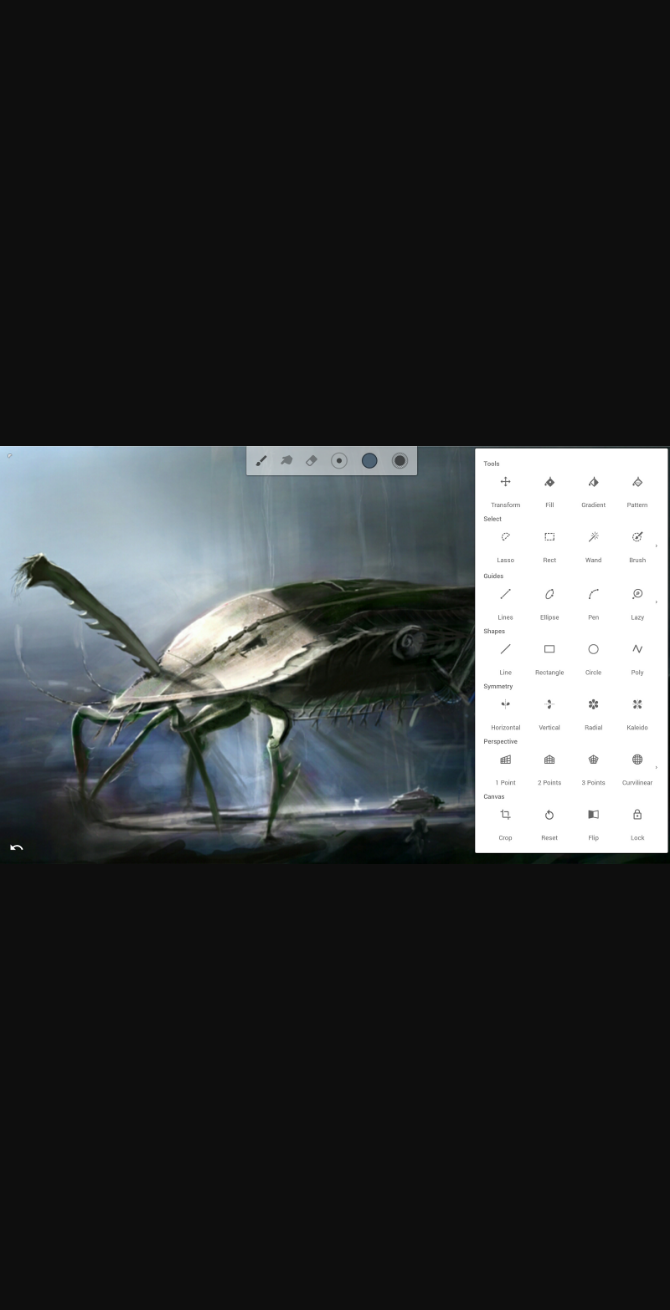 Tools
Transform Fill Gradient Pattern
Select
Lasso Rect Wand Brush
Guides
Lines Ellipse Pen Lazy
Shapes
Line Rectangle Circle Poly
Symmetry
Horizontal Vertical Radial Kaleido
Perspective
1 Point 2 Points 3 Points Curvilinear
Canvas
Crop Reset Flip Lock